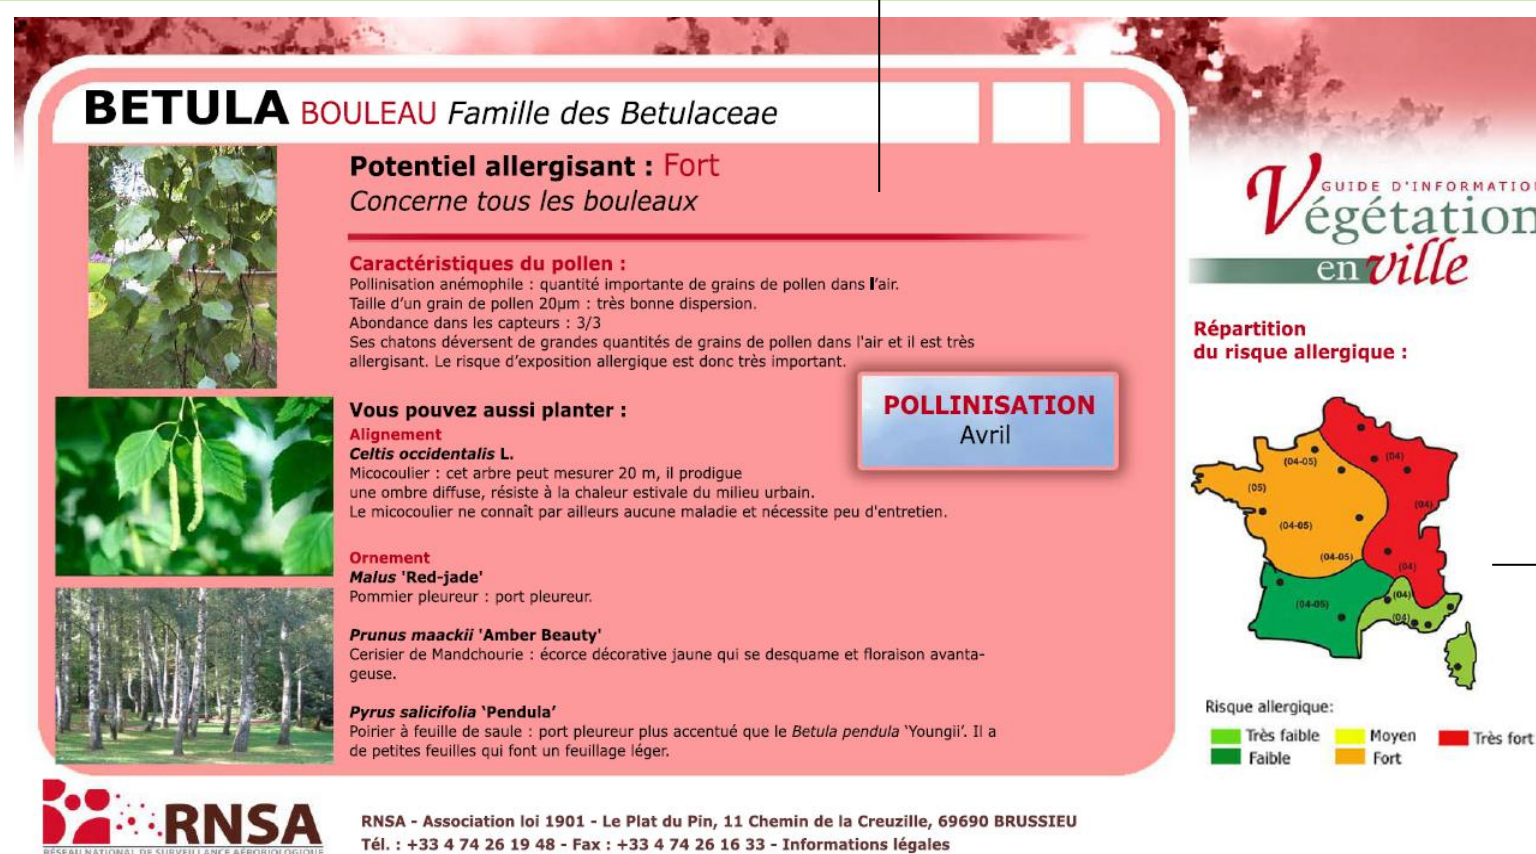 BETULA BOULEAU Famille des Betulaceae
Potentiel allergisant : Fort
Concerne tous les bouleaux
Caractéristiques du pollen :
Pollinisation anémophile : quantité importante de grains de pollen dans l'air.
Taille d'un grain de pollen 20µm : très bonne dispersion.
Abondance dans les capteurs : 3/3
Ses chatons déversent de grandes quantités de grains de pollen dans l'air et il est très
allergisant. Le risque d'exposition allergique est donc très important.
POLLINISATION
Avril
Vous pouvez aussi planter :
Alignement
Celtis occidentalis L.
Micocoulier : cet arbre peut mesurer 20 m, il prodigue
une ombre diffuse, résiste à la chaleur estivale du milieu urbain.
Le micocoulier ne connaît par ailleurs aucune maladie et nécessite peu d'entretien.
Ornement
Malus 'Red-jade'
Pommier pleureur : port pleureur.
Prunus maackii 'Amber Beauty'
Cerisier de Mandchourie : écorce décorative jaune qui se desquame et floraison avanta-
geuse.
Pyrus salicifolia ‘Pendula’
Poirier à feuille de saule : port pleureur plus accentué que le Betula pendula ‘Youngii’. Il a
de petites feuilles qui font un feuillage léger.
GUIDE D'INFORMATION
Végétation
en ville
Répartition
du risque allergique :
(04)
(04-05)
(05)
(04)
(04-05)
(04-05)
(04)
(04)
(04-05)
(04)
Risque allergique:
Très faible Moyen Très fort
Faible Fort
RNSA
RÉSEAU NATIONAL DE SURVEILLANCE AÉROBIOLOGIQUE
RNSA - Association loi 1901 - Le Plat du Pin, 11 Chemin de la Creuzille, 69690 BRUSSIEU
Tél. : +33 4 74 26 19 48 - Fax : +33 4 74 26 16 33 - Informations légales